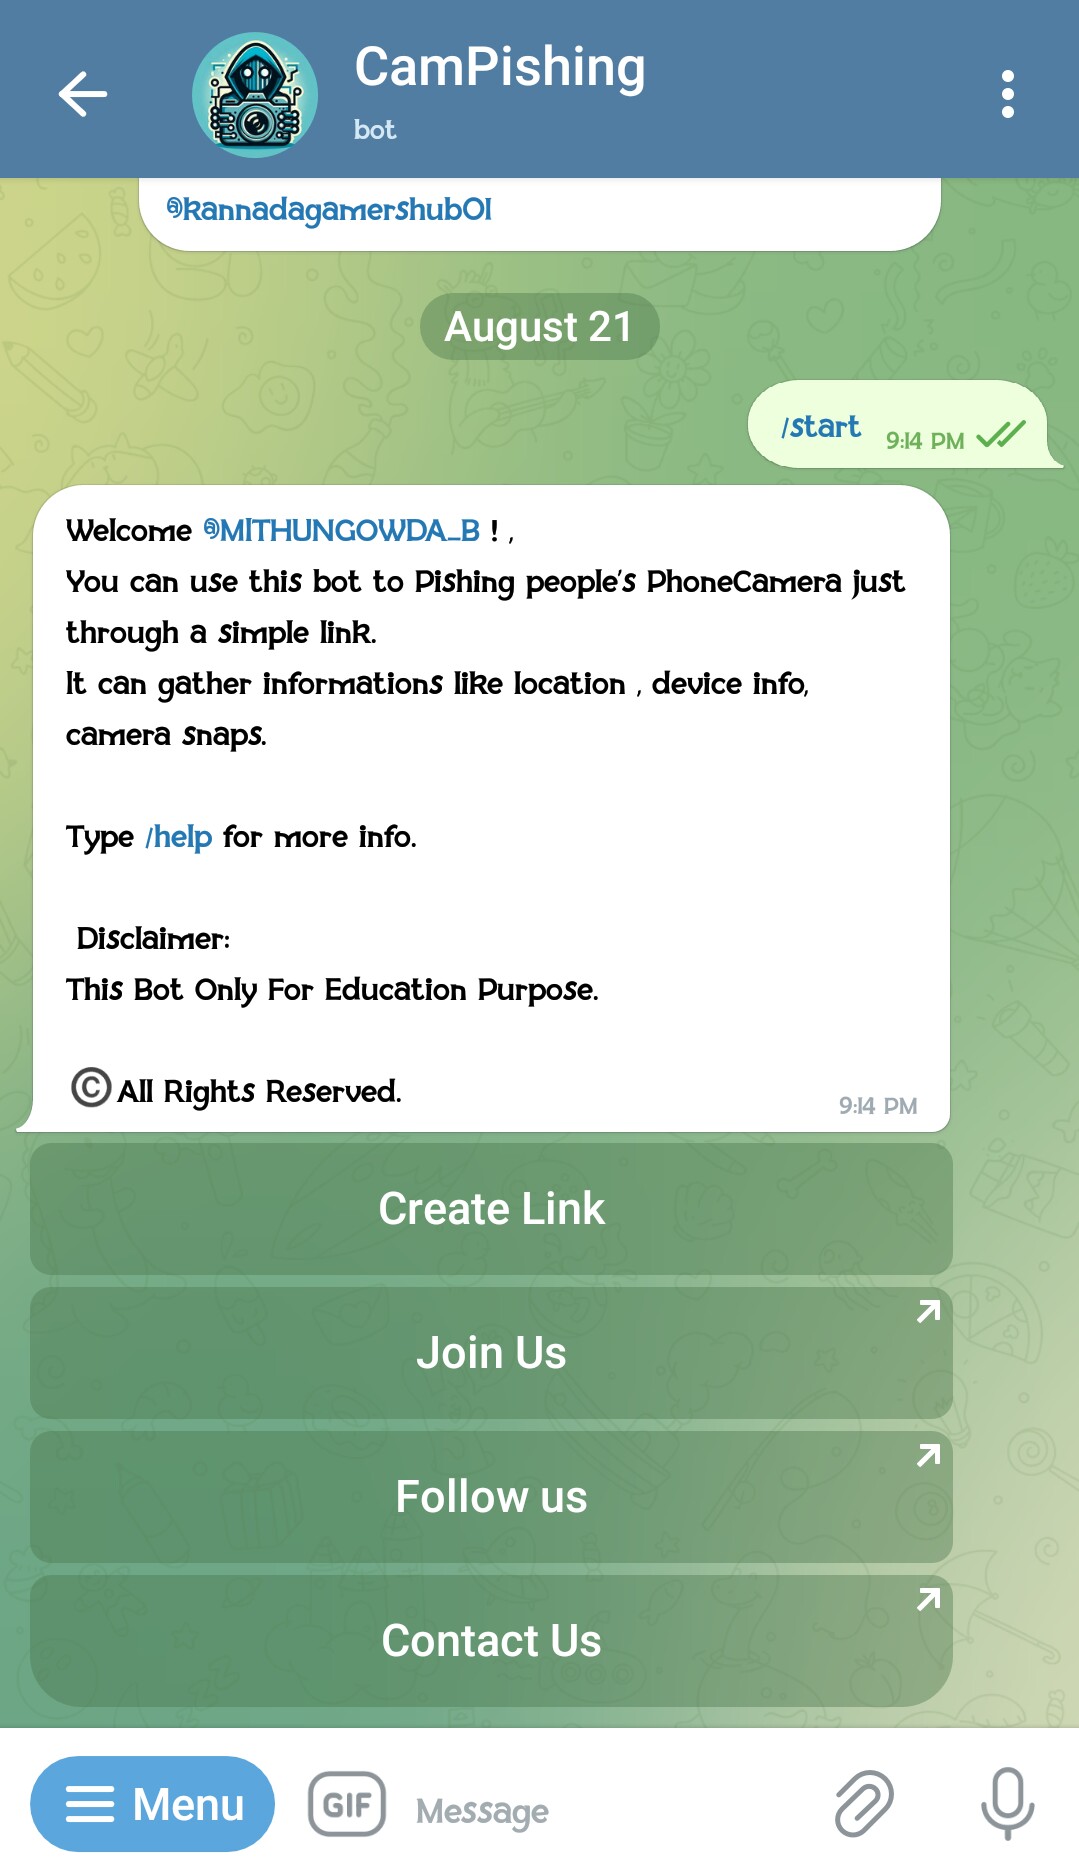 CamPishing
bot
@kannadagamershub01
August 21
/start 9:14 PM
Welcome @MITHUNGOWDA_B ! ,
You can use this bot to Pishing people's PhoneCamera just
through a simple link.
It can gather informations like location , device info,
camera snaps.
Type /help for more info.
Disclaimer:
This Bot Only For Education Purpose.
©All Rights Reserved.
9:14 PM
Create Link
Join Us
Follow us
Contact Us
Menu
GIF
Message